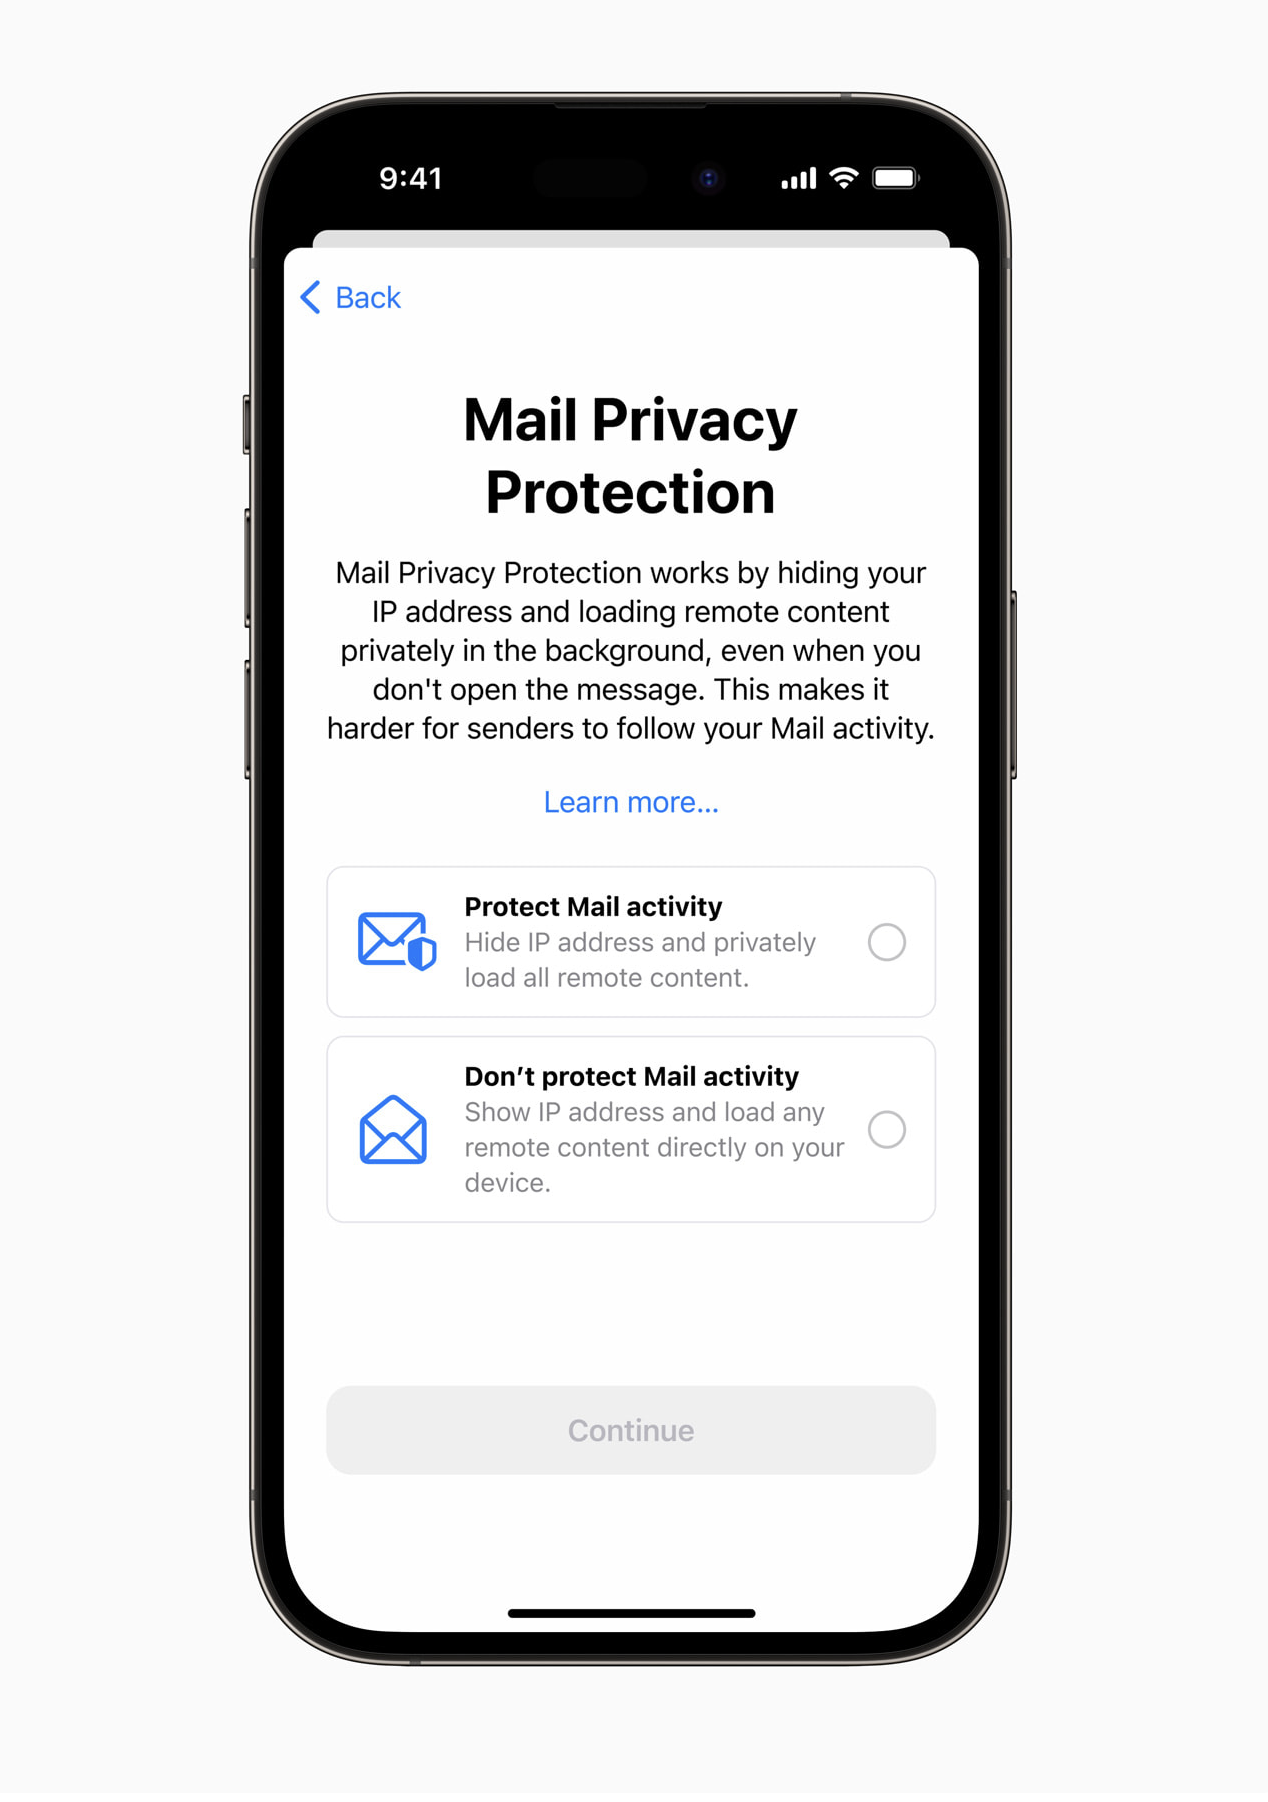 9:41
Back
Mail Privacy
Protection
Mail Privacy Protection works by hiding your
IP address and loading remote content
privately in the background, even when you
don't open the message. This makes it
harder for senders to follow your Mail activity.
Learn more...
Protect Mail activity
Hide IP address and privately
load all remote content.
Don’t protect Mail activity
Show IP address and load any
remote content directly on your
device.
Continue